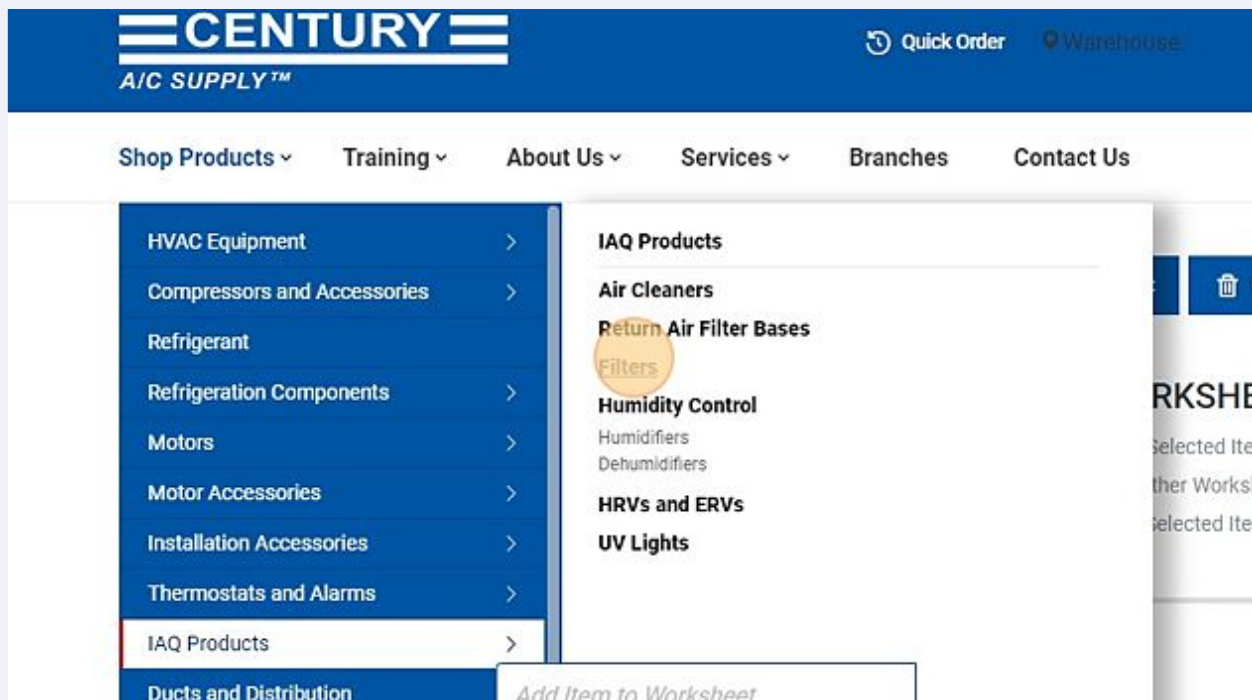 CENTURY
A/C SUPPLY™
Quick Order
Warehouse:
Shop Products
Training
About Us
Services
Branches
Contact Us
HVAC Equipment
Compressors and Accessories
Refrigerant
Refrigeration Components
Motors
Motor Accessories
Installation Accessories
Thermostats and Alarms
IAQ Products
Ducts and Distribution
IAQ Products
Air Cleaners
Return Air Filter Bases
Filters
Humidity Control
Humidifiers
Dehumidifiers
HRVs and ERVs
UV Lights
Add Item to Worksheet
RKSHE
Selected Ite
ther Works
Selected Ite